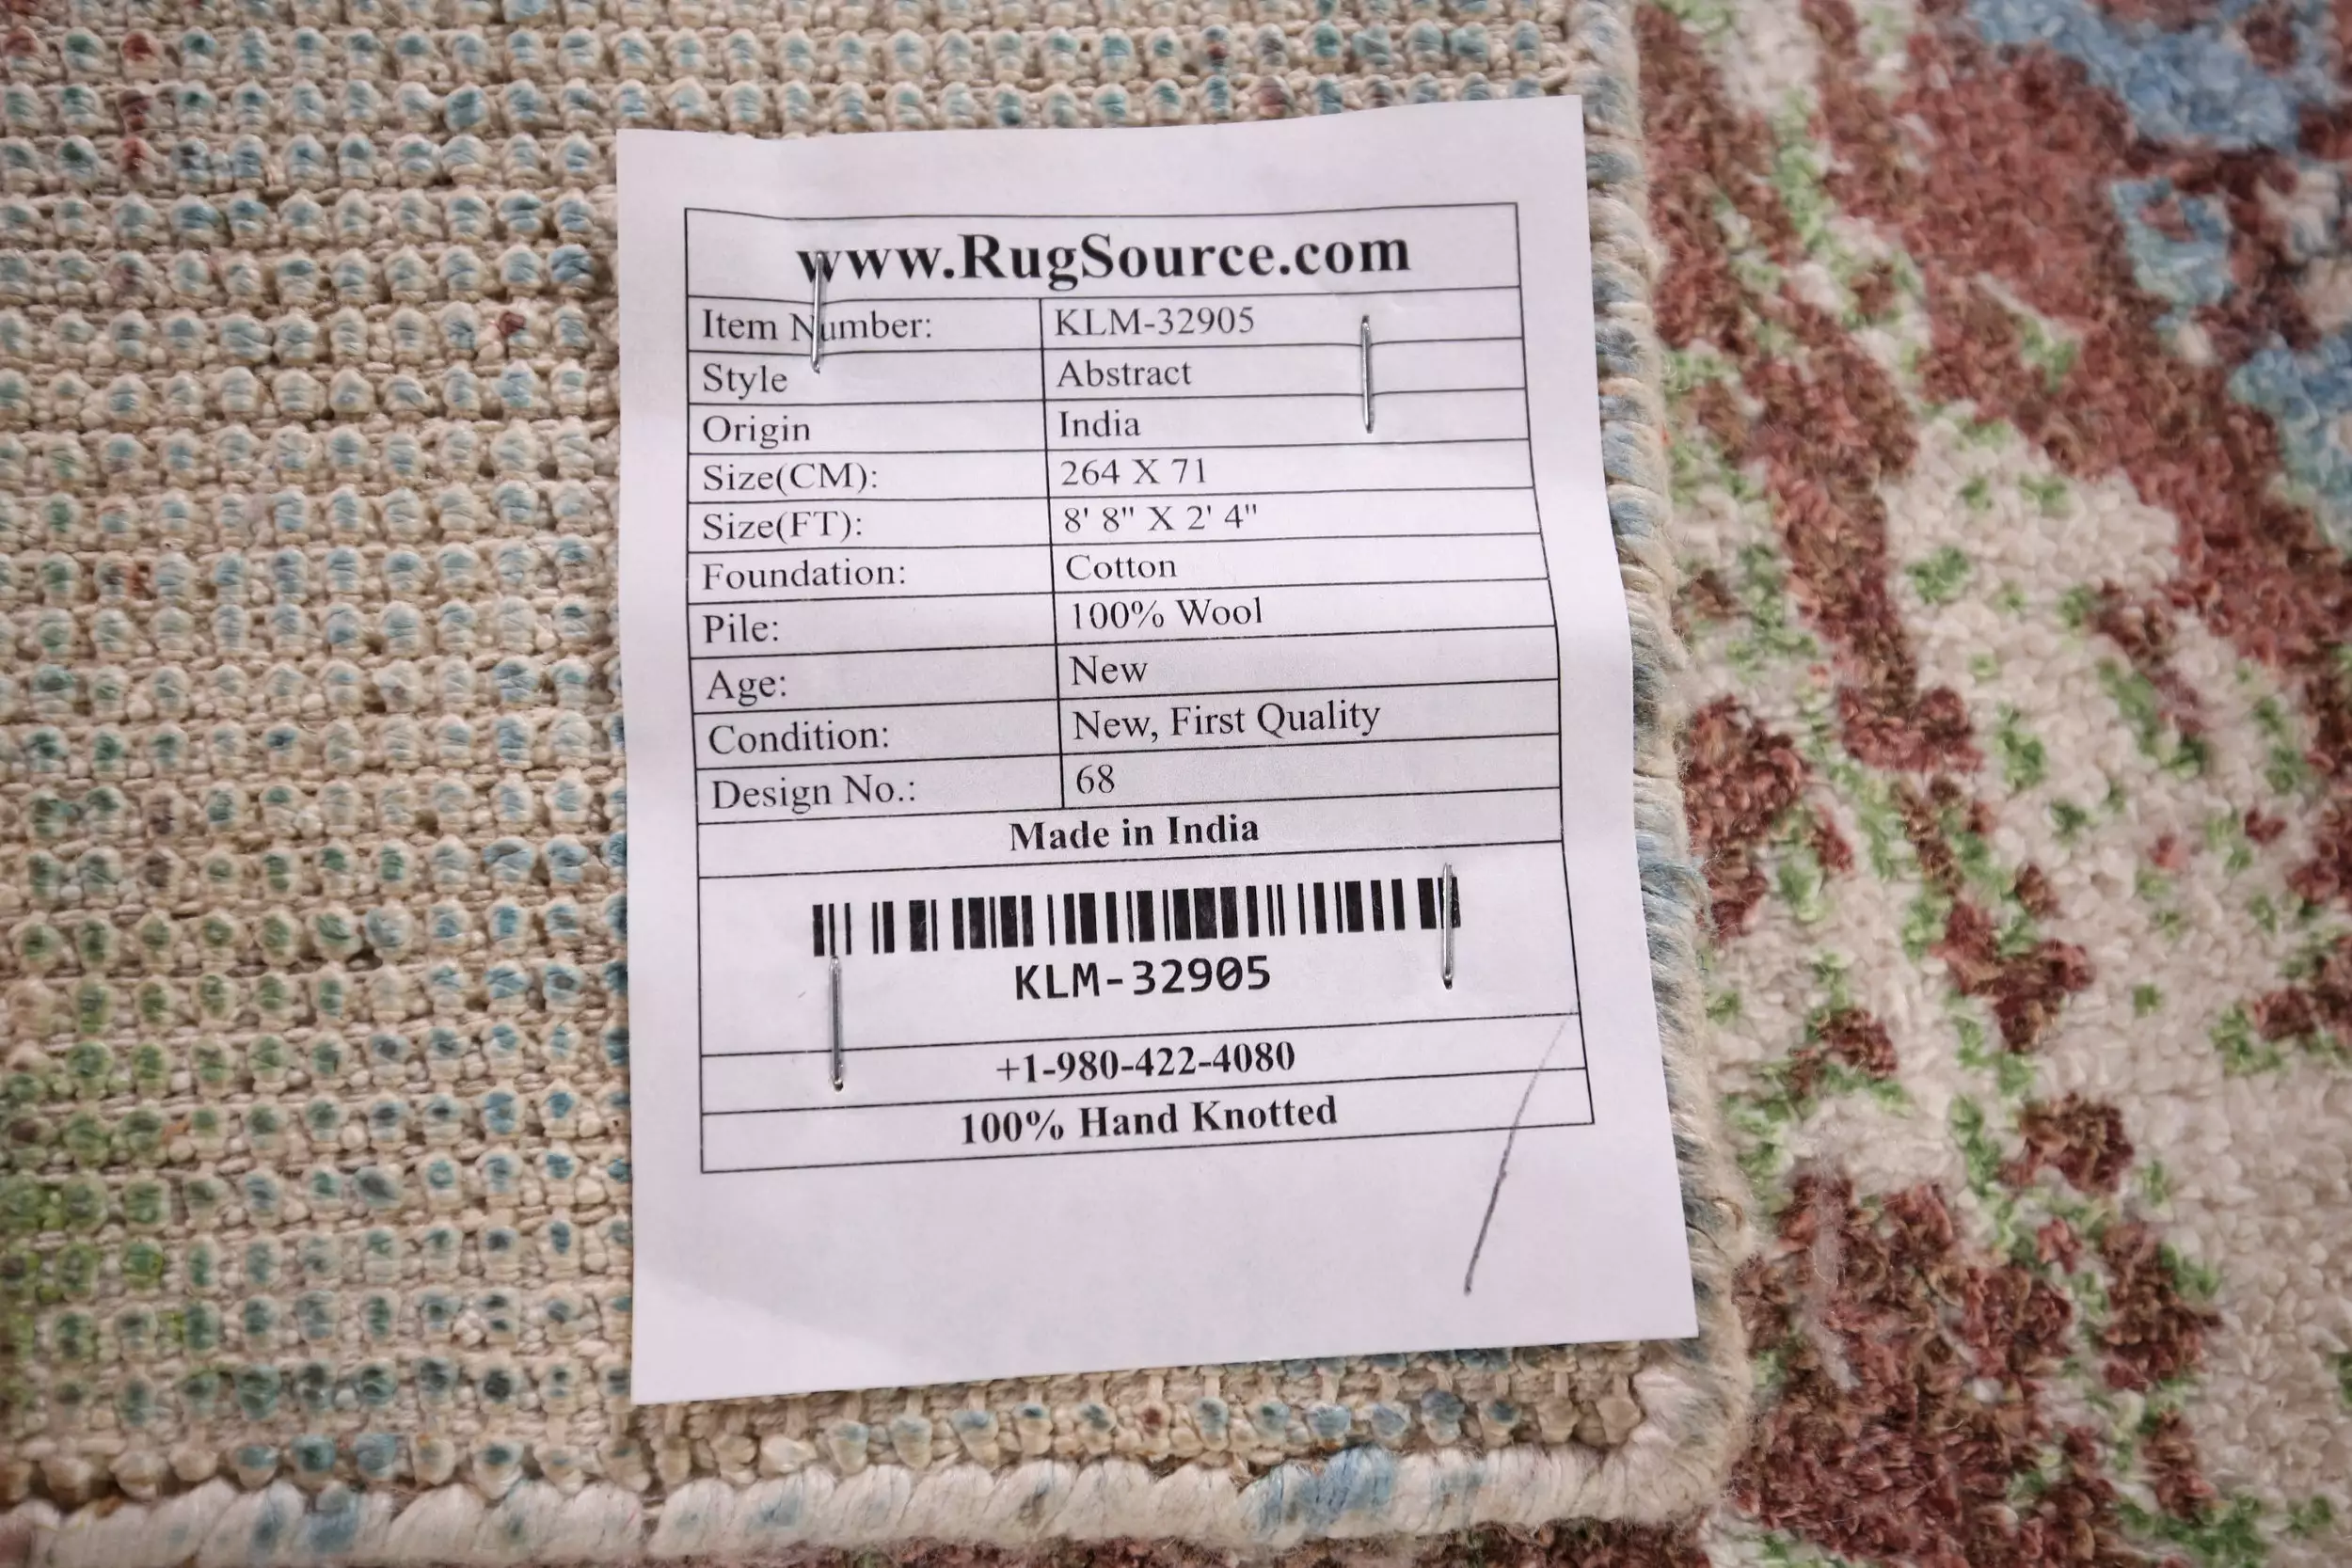 www.RugSource.com
Item Number: KLM-32905
Style Abstract
Origin India
Size(CM): 264 X 71
Size(FT): 8' 8" X 2' 4"
Foundation: Cotton
Pile: 100% Wool
Age: New
Condition: New, First Quality
Design No.: 68
Made in India
KLM-32905
+1-980-422-4080
100% Hand Knotted